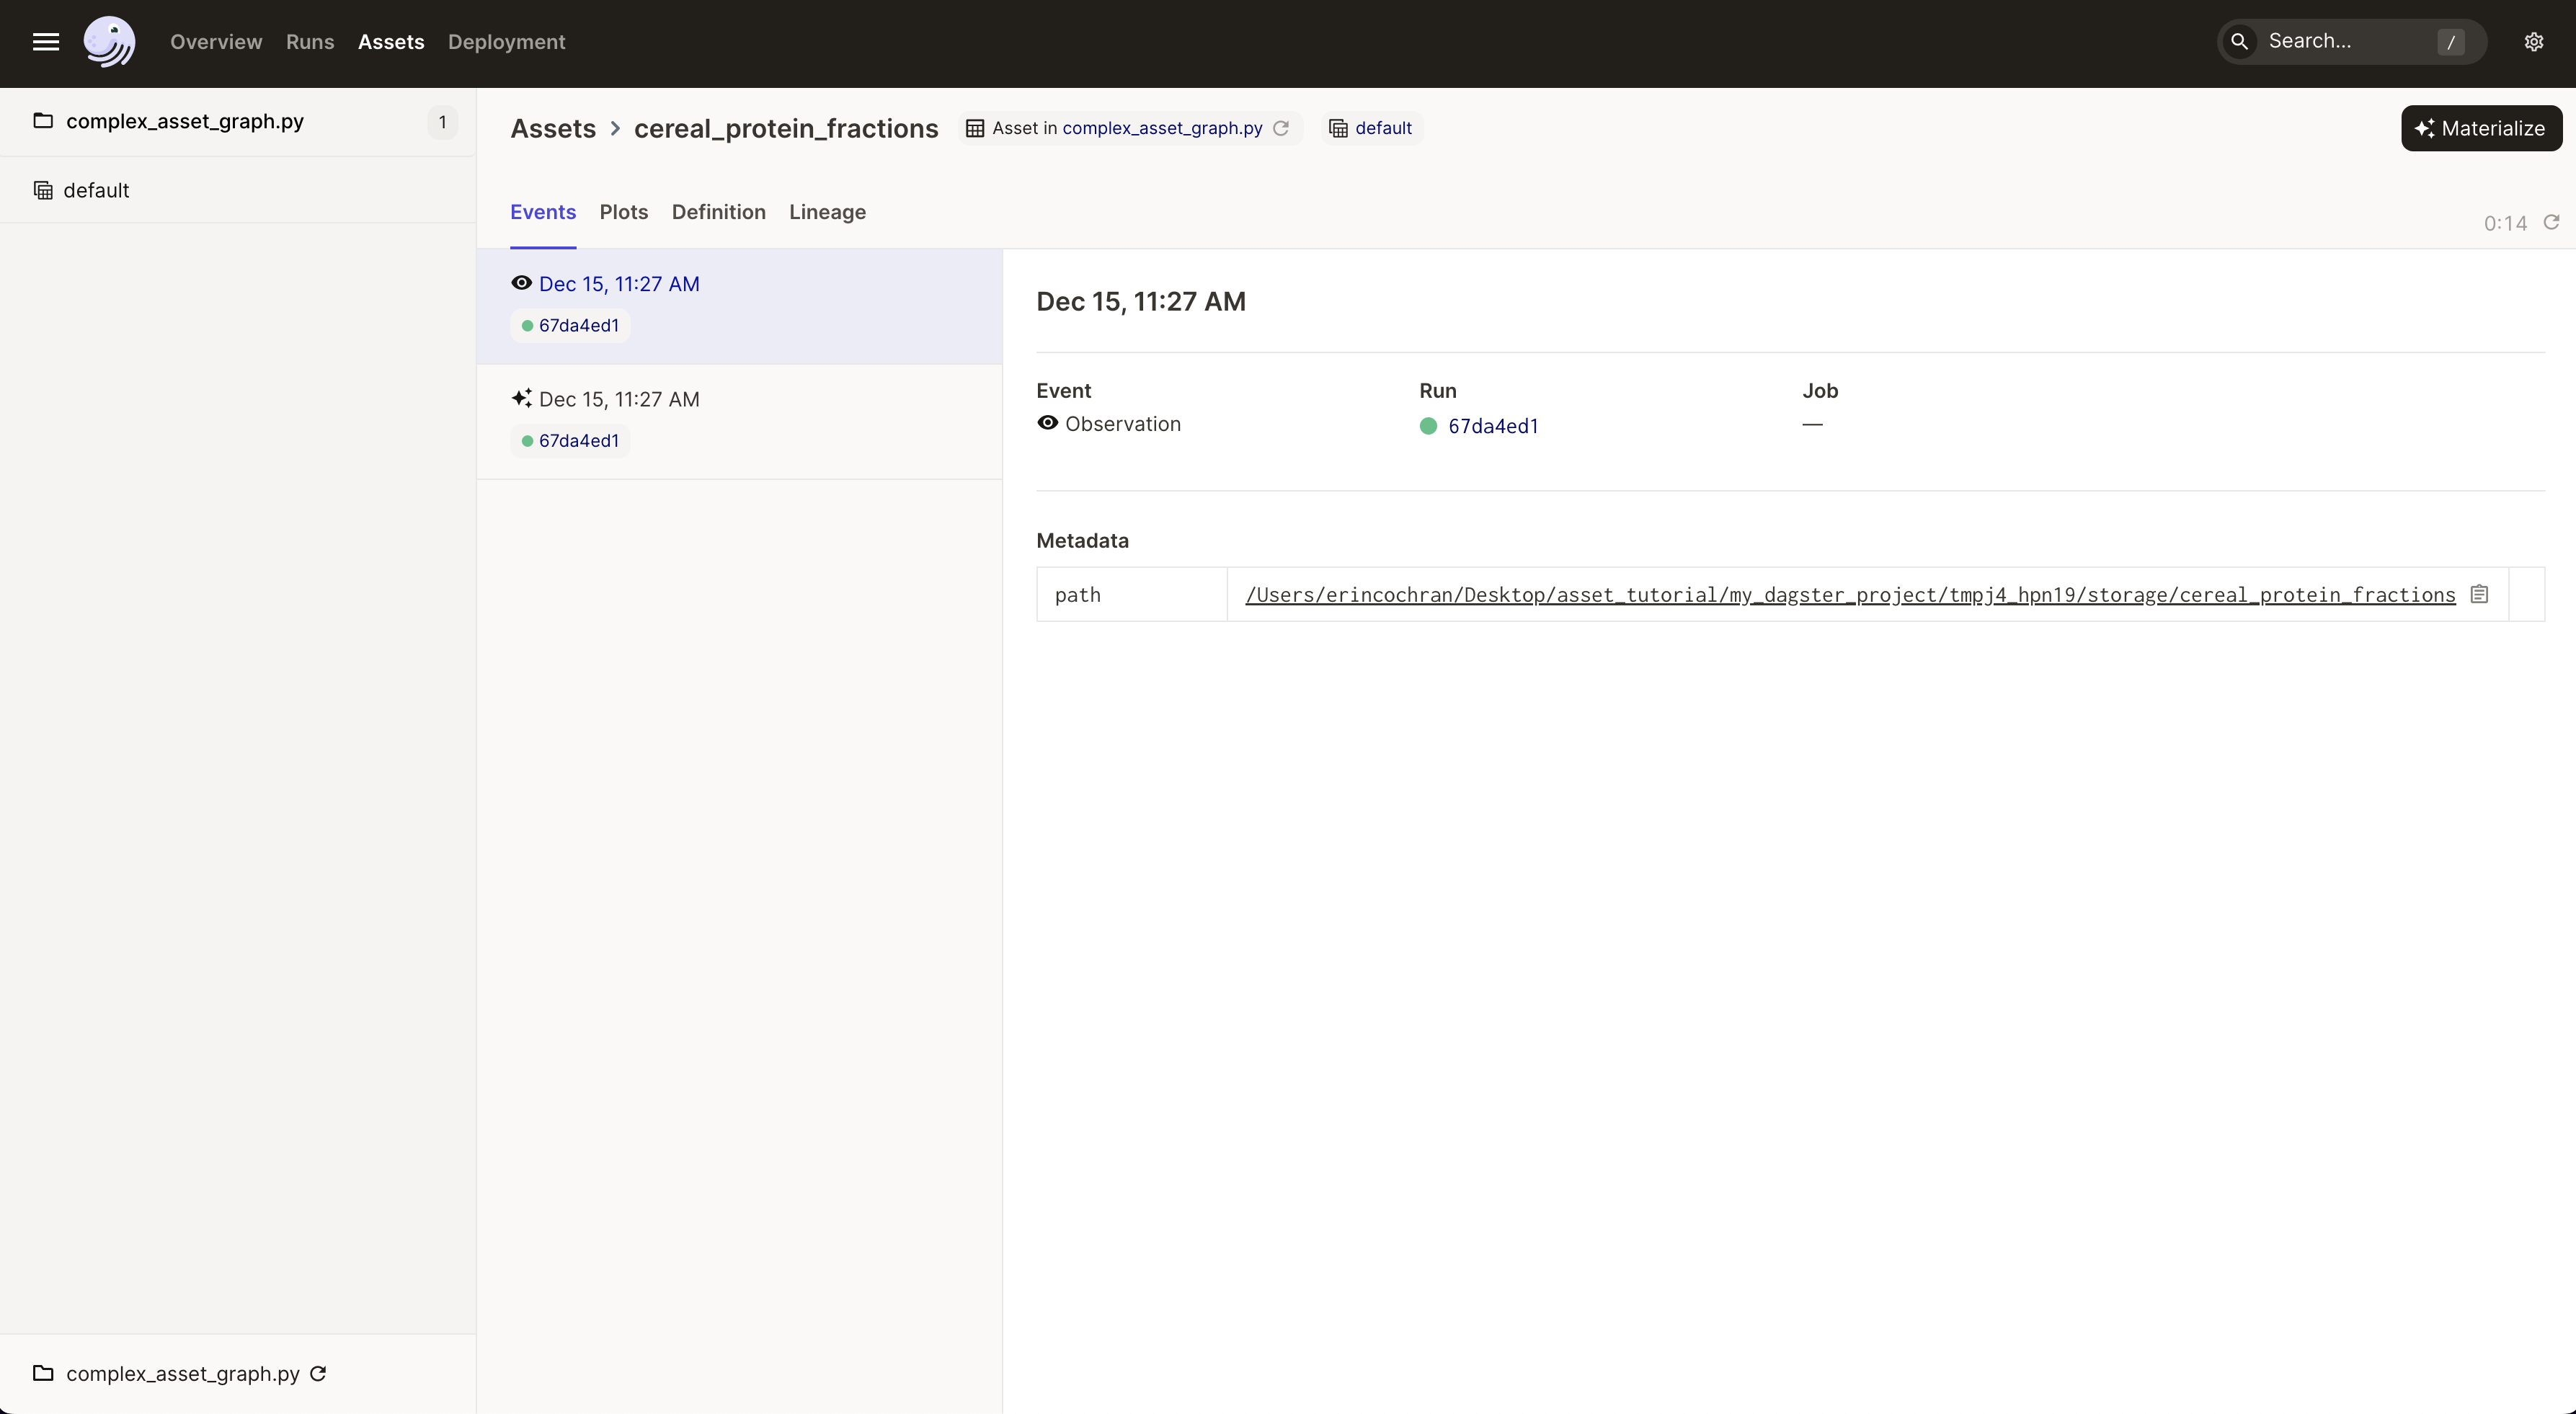 Overview Runs Assets Deployment Search... /
complex_asset_graph.py 1
default
Assets > cereal_protein_fractions Asset in complex_asset_graph.py default Materialize
Events Plots Definition Lineage 0:14
Dec 15, 11:27 AM
67da4ed1
Dec 15, 11:27 AM
67da4ed1
Dec 15, 11:27 AM
Event Run Job
Observation 67da4ed1 —
Metadata
path /Users/erincochran/Desktop/asset_tutorial/my_dagster_project/tmpj4_hpn19/storage/cereal_protein_fractions
complex_asset_graph.py